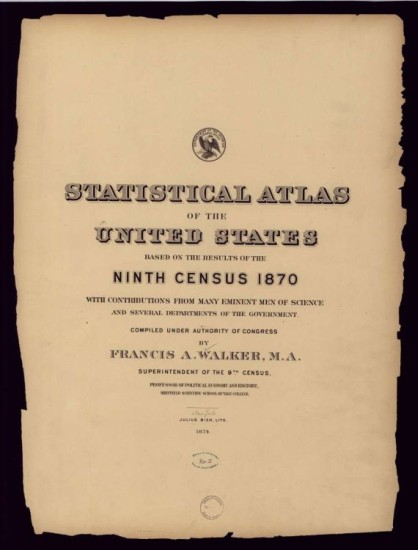 STATISTICAL ATLAS
OF THE
UNITED STATES
BASED ON THE RESULTS OF THE
NINTH CENSUS 1870
WITH CONTRIBUTIONS FROM MANY EMINENT MEN OF SCIENCE
AND SEVERAL DEPARTMENTS OF THE GOVERNMENT.
COMPILED UNDER AUTHORITY OF CONGRESS
BY
FRANCIS A. WALKER, M.A.
SUPERINTENDENT OF THE 9TH CENSUS,
PROFESSOR OF POLITICAL ECONOMY AND HISTORY,
SHEFFIELD SCIENTIFIC SCHOOL OF YALE COLLEGE.
JULIUS BIEN, LITH.
1874.